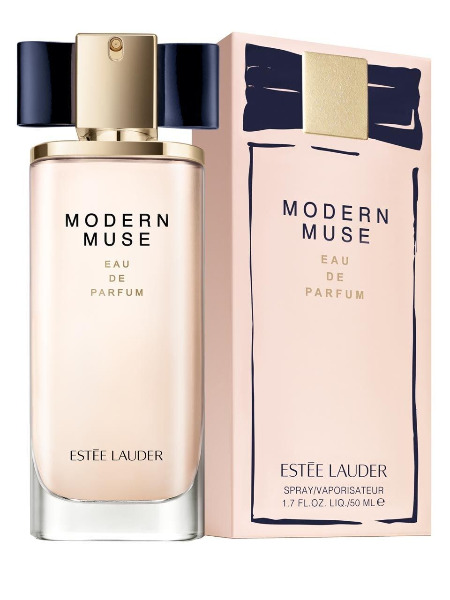 MODERN
MUSE
EAU
DE
PARFUM
ESTĒE LAUDER
MODERN
MUSE
EAU
DE
PARFUM
ESTĒE LAUDER
SPRAY/VAPORISATEUR
1.7 FL.OZ. LIQ./50 ML℮